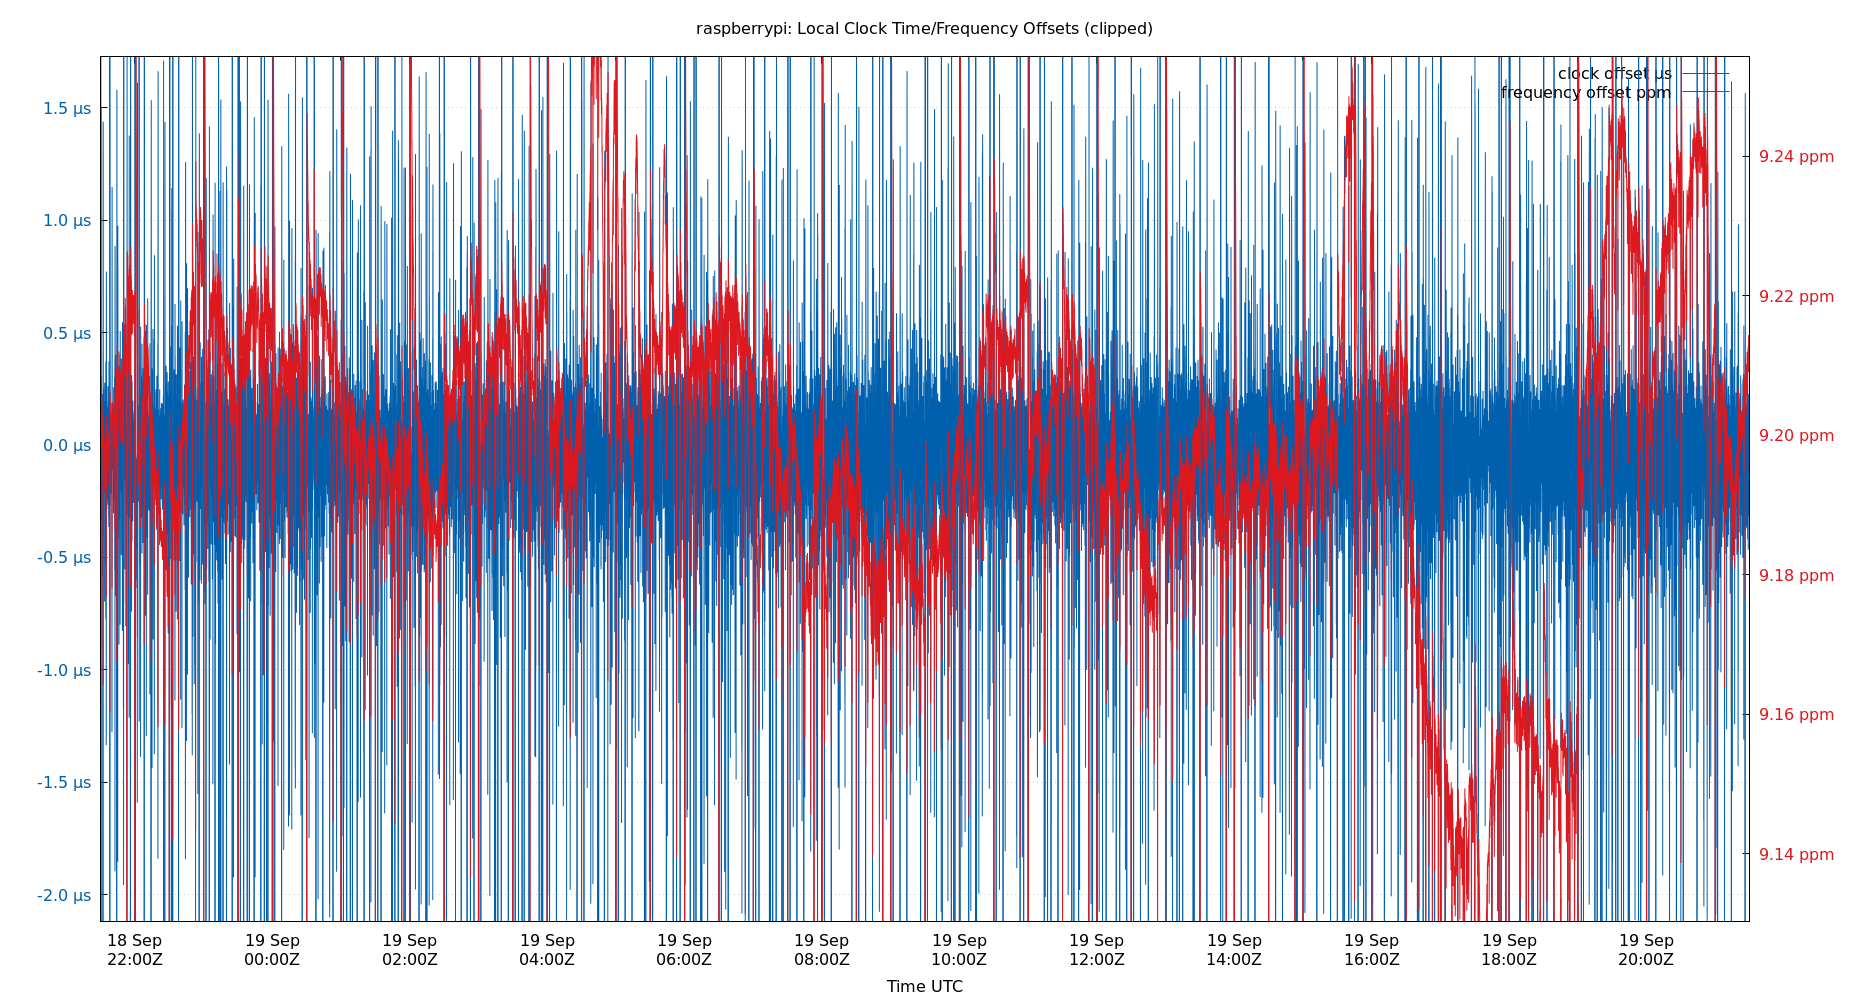 raspberrypi: Local Clock Time/Frequency Offsets (clipped)
clock offset µs
frequency offset ppm
1.5 µs
1.0 µs
0.5 µs
0.0 µs
-0.5 µs
-1.0 µs
-1.5 µs
-2.0 µs
9.24 ppm
9.22 ppm
9.20 ppm
9.18 ppm
9.16 ppm
9.14 ppm
18 Sep 19 Sep 19 Sep 19 Sep 19 Sep 19 Sep 19 Sep 19 Sep 19 Sep 19 Sep 19 Sep 19 Sep
22:00Z 00:00Z 02:00Z 04:00Z 06:00Z 08:00Z 10:00Z 12:00Z 14:00Z 16:00Z 18:00Z 20:00Z
Time UTC